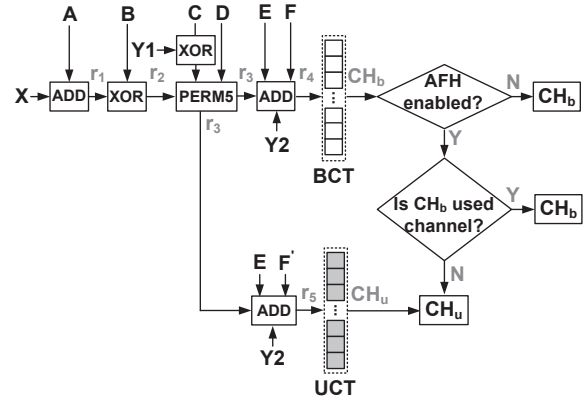 A B C D E F
Y1 XOR
X ADD r1 XOR r2 PERM5 r3 ADD r4 CHb AFH enabled? N CHb
r3 Y2 Y
BCT
Is CHb used channel? Y CHb
E F' N
ADD r5 CHu CHu
Y2
UCT